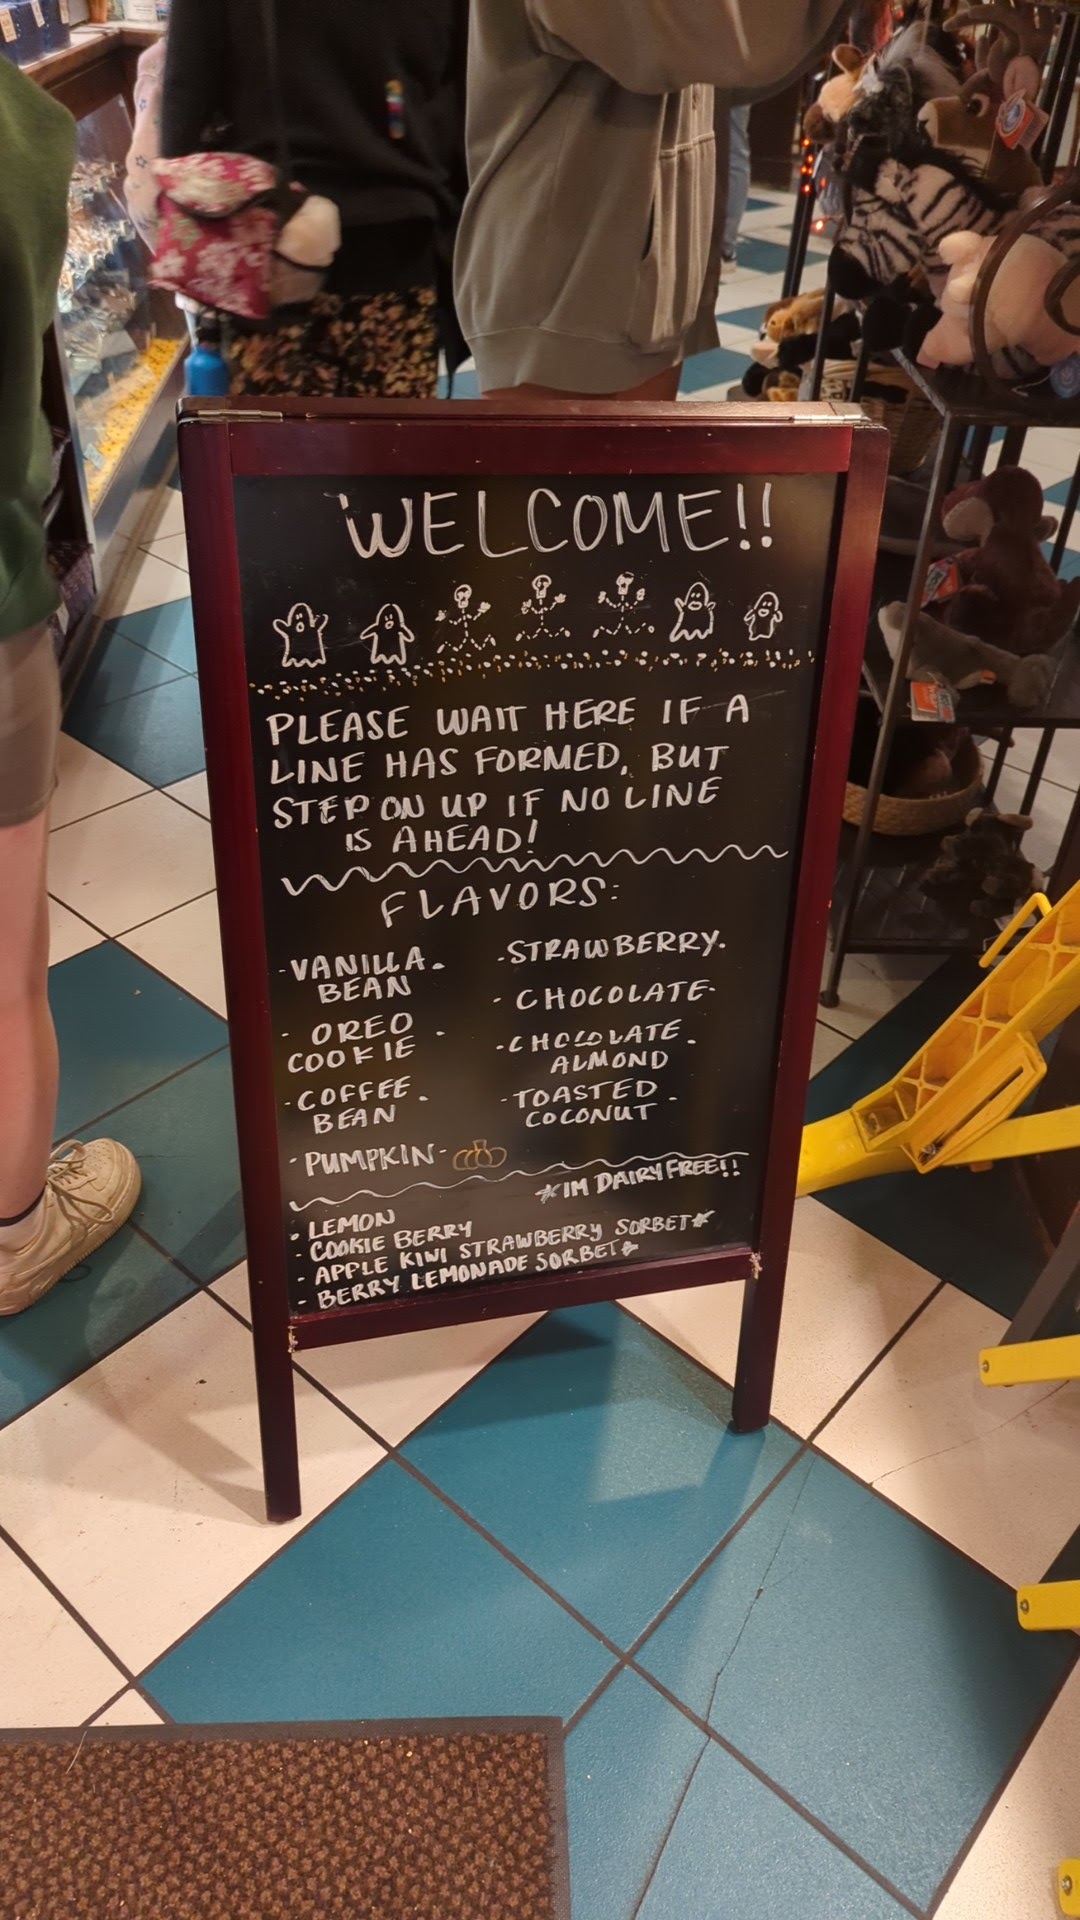 WELCOME!!
PLEASE WAIT HERE IF A
LINE HAS FORMED, BUT
STEP ON UP IF NO LINE
IS AHEAD!
FLAVORS:
-VANILLA.
BEAN
- OREO .
COOKIE
-COFFEE .
BEAN
- PUMPKIN-
-STRAWBERRY.
- CHOCOLATE-
-CHOCOLATE .
ALMOND
-TOASTED .
COCONUT
*IM DAIRY FREE!!
. LEMON
- COOKIE BERRY
- APPLE KIWI STRAWBERRY SORBET*
- BERRY LEMONADE SORBET*